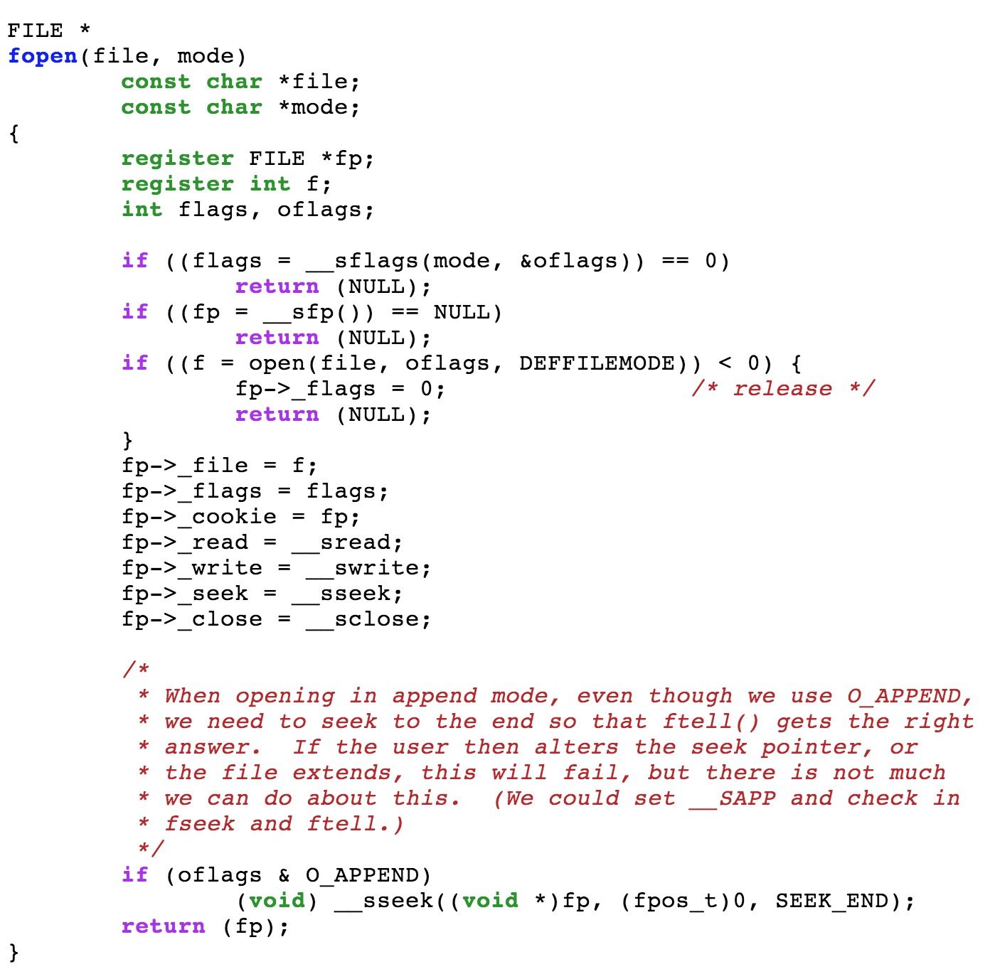 FILE *
fopen(file, mode)
        const char *file;
        const char *mode;
{
        register FILE *fp;
        register int f;
        int flags, oflags;

        if ((flags = __sflags(mode, &oflags)) == 0)
                return (NULL);
        if ((fp = __sfp()) == NULL)
                return (NULL);
        if ((f = open(file, oflags, DEFFILEMODE)) < 0) {
                fp->_flags = 0;                 /* release */
                return (NULL);
        }
        fp->_file = f;
        fp->_flags = flags;
        fp->_cookie = fp;
        fp->_read = __sread;
        fp->_write = __swrite;
        fp->_seek = __sseek;
        fp->_close = __sclose;

        /*
         * When opening in append mode, even though we use O_APPEND,
         * we need to seek to the end so that ftell() gets the right
         * answer.  If the user then alters the seek pointer, or
         * the file extends, this will fail, but there is not much
         * we can do about this.  (We could set __SAPP and check in
         * fseek and ftell.)
         */
        if (oflags & O_APPEND)
                (void) __sseek((void *)fp, (fpos_t)0, SEEK_END);
        return (fp);
}